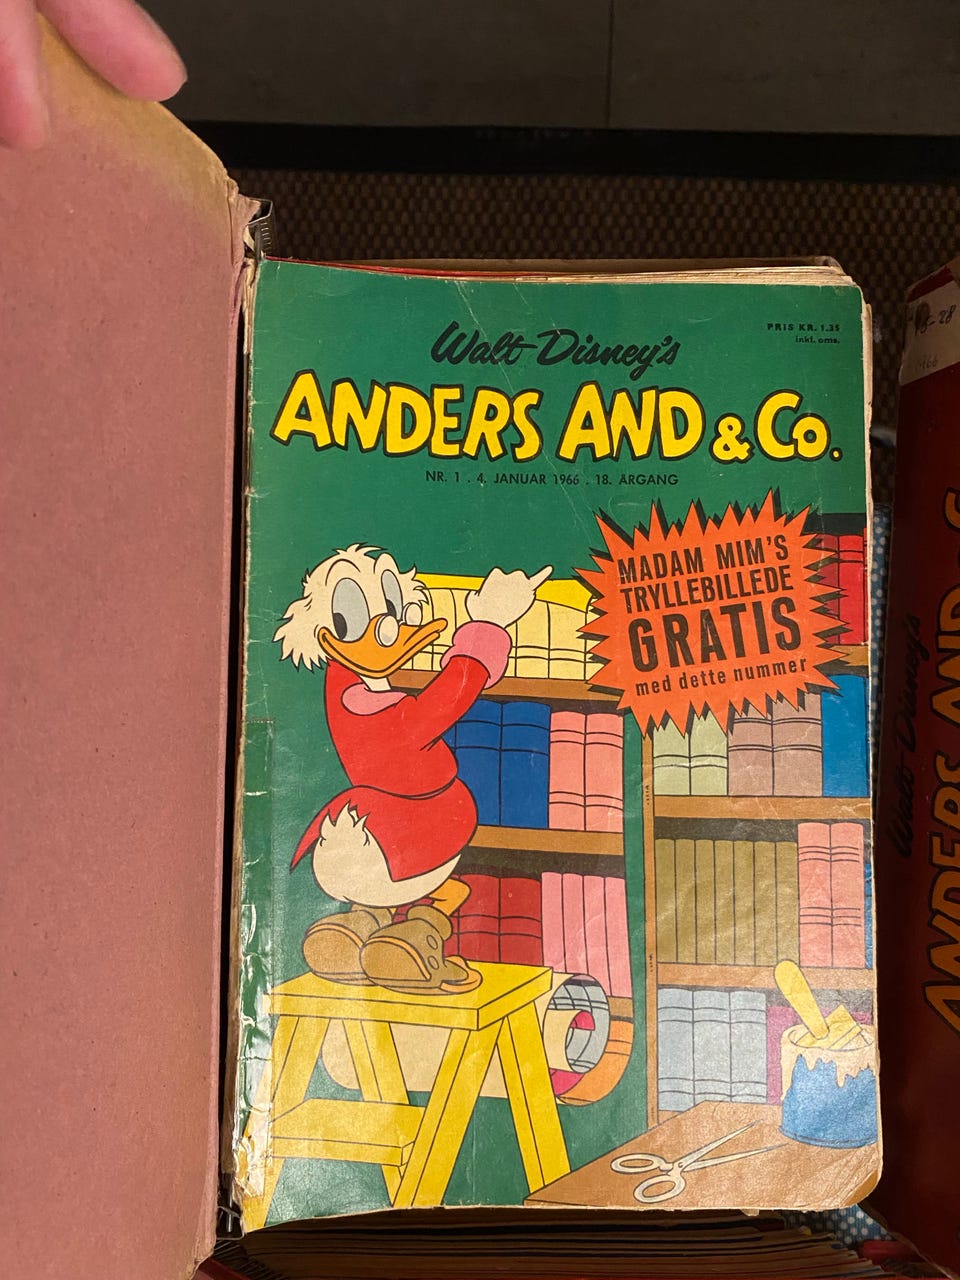 Walt Disney's
PRIS KR. 1.35
inkl. oms.
ANDERS AND & Co.
NR. 1 . 4. JANUAR 1966 . 18. ÅRGANG
MADAM MIM'S
TRYLLEBILLEDE
GRATIS
med dette nummer
Walt Disney's
ANDERS AND &